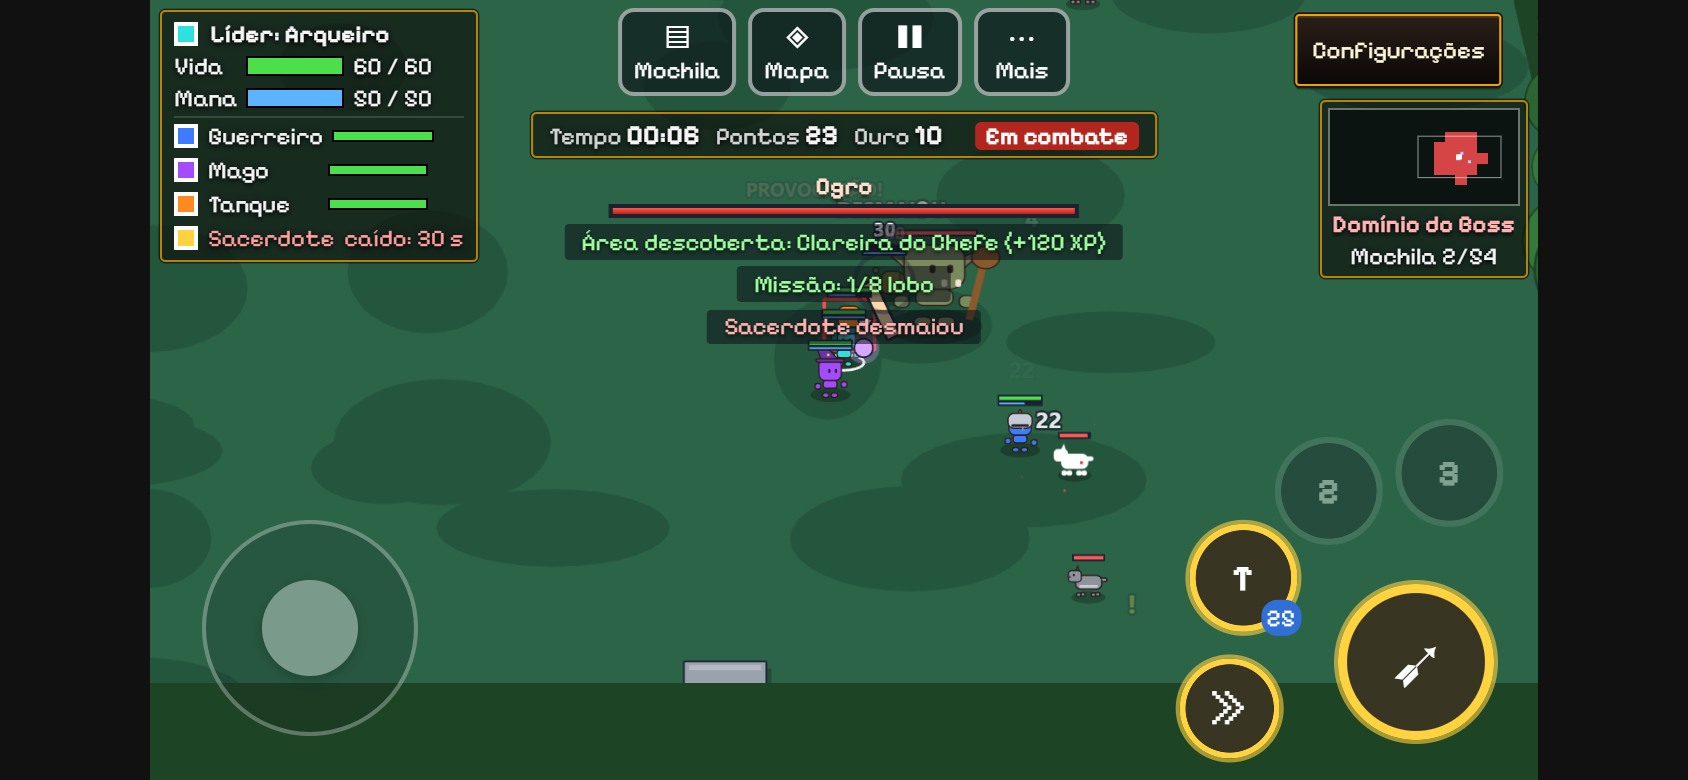 Líder: Arqueiro
Vida 60 / 60
Mana 80 / 80
Guerreiro
Mago
Tanque
Sacerdote caído: 30 s
Mochila
Mapa
Pausa
Mais
Configurações
Tempo 00:06 Pontos 29 Ouro 10 Em combate
Ogro
30
Área descoberta: Clareira do Chefe (+120 XP)
Missão: 1/8 lobo
Sacerdote desmaiou
Domínio do Boss
Mochila 2/24
22
22
!
2
3